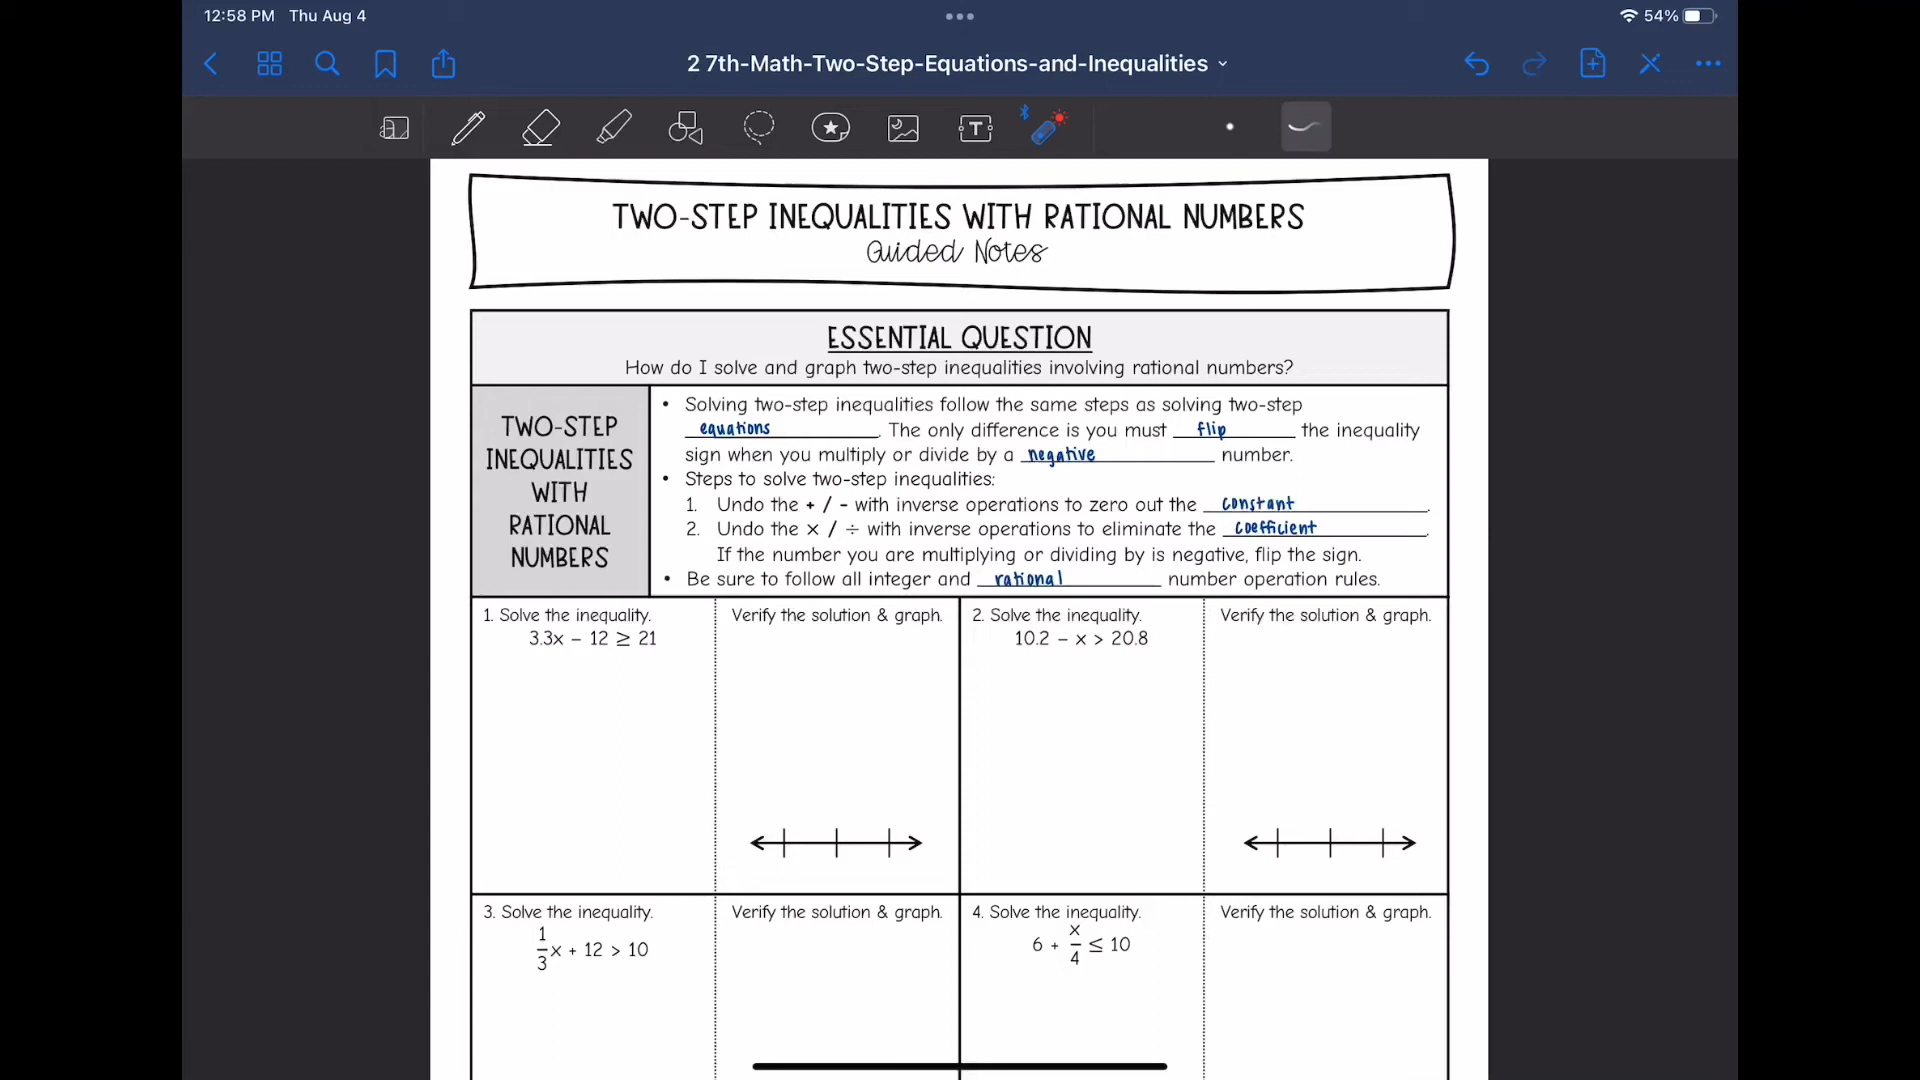 12:58 PM Thu Aug 4
54%
2 7th-Math-Two-Step-Equations-and-Inequalities
TWO-STEP INEQUALITIES WITH RATIONAL NUMBERS
Guided Notes
ESSENTIAL QUESTION
How do I solve and graph two-step inequalities involving rational numbers?
TWO-STEP
INEQUALITIES
WITH
RATIONAL
NUMBERS
• Solving two-step inequalities follow the same steps as solving two-step
equations. The only difference is you must flip the inequality
sign when you multiply or divide by a negative number.
• Steps to solve two-step inequalities:
1. Undo the + / - with inverse operations to zero out the constant.
2. Undo the × / ÷ with inverse operations to eliminate the coefficient.
If the number you are multiplying or dividing by is negative, flip the sign.
• Be sure to follow all integer and rational number operation rules.
1. Solve the inequality.
3.3x − 12 ≥ 21
Verify the solution & graph.
2. Solve the inequality.
10.2 − x > 20.8
Verify the solution & graph.
3. Solve the inequality.
1/3x + 12 > 10
Verify the solution & graph.
4. Solve the inequality.
6 + x/4 ≤ 10
Verify the solution & graph.